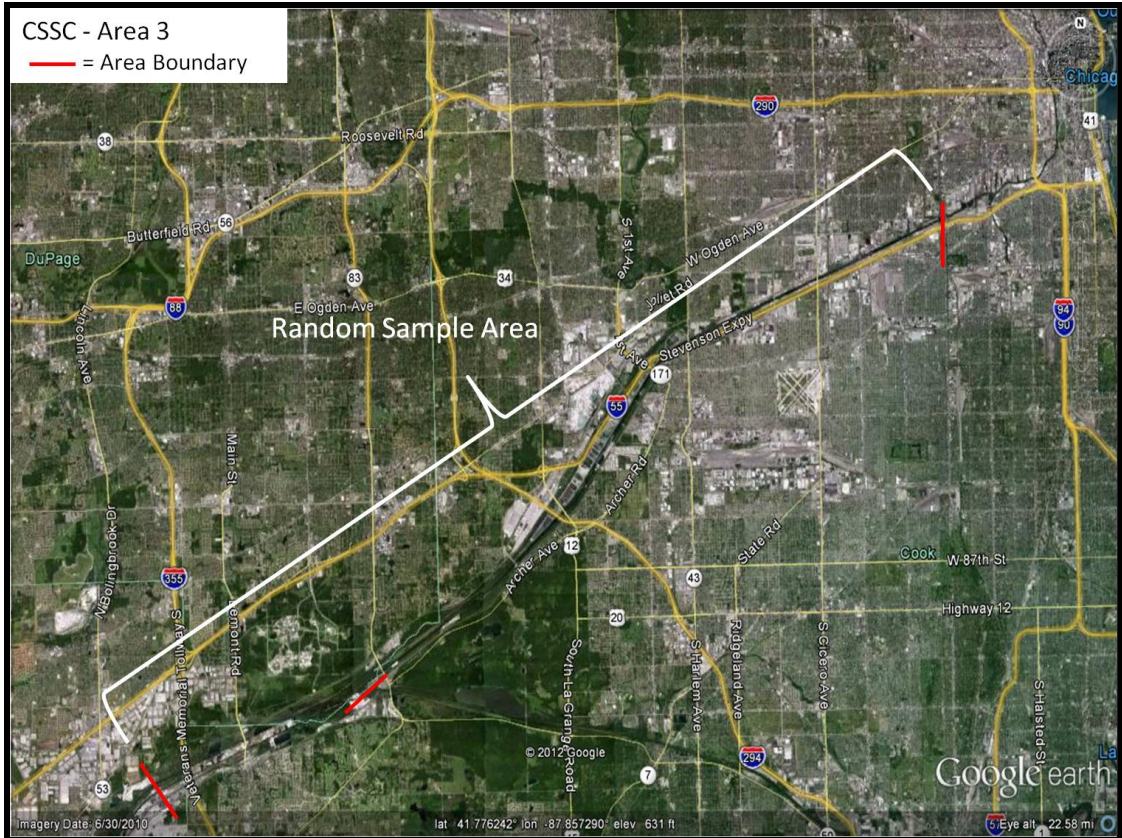 CSSC - Area 3
= Area Boundary
N
Chicag
290
41
Roosevelt Rd
38
56
Butterfield Rd
DuPage
S 1st Ave
W Ogden Ave
83
34
E Ogden Ave
Joliet Rd
88
94
90
Lincoln Ave
Random Sample Area
st Ave
Stevenson Expy
171
55
Main St
Archer Rd
N Bolingbrook Dr
State Rd
12
Archer Ave
Cook
W 87th St
355
43
Lemont Rd
20
Highway 12
Veterans Memorial Tollway S
South La Grange Road
S Harlem Ave
Ridgeland Ave
S Cicero Ave
S Halsted St
© 2012 Google
La
294
7
53
Google earth
57
Imagery Date: 6/30/2010
lat 41.776242° lon -87.857290° elev 631 ft
Eye alt 22.58 mi